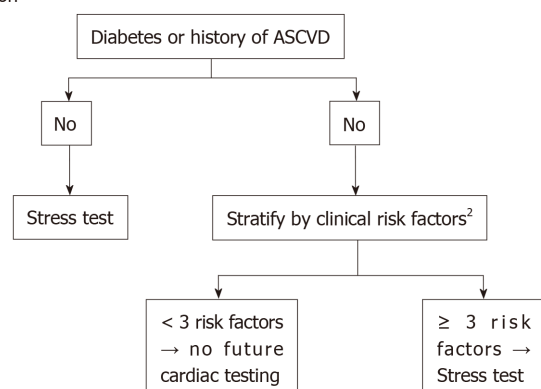 Diabetes or history of ASCVD
No
No
Stress test
Stratify by clinical risk factors²
< 3 risk factors
→ no future
cardiac testing
≥ 3 risk
factors →
Stress test